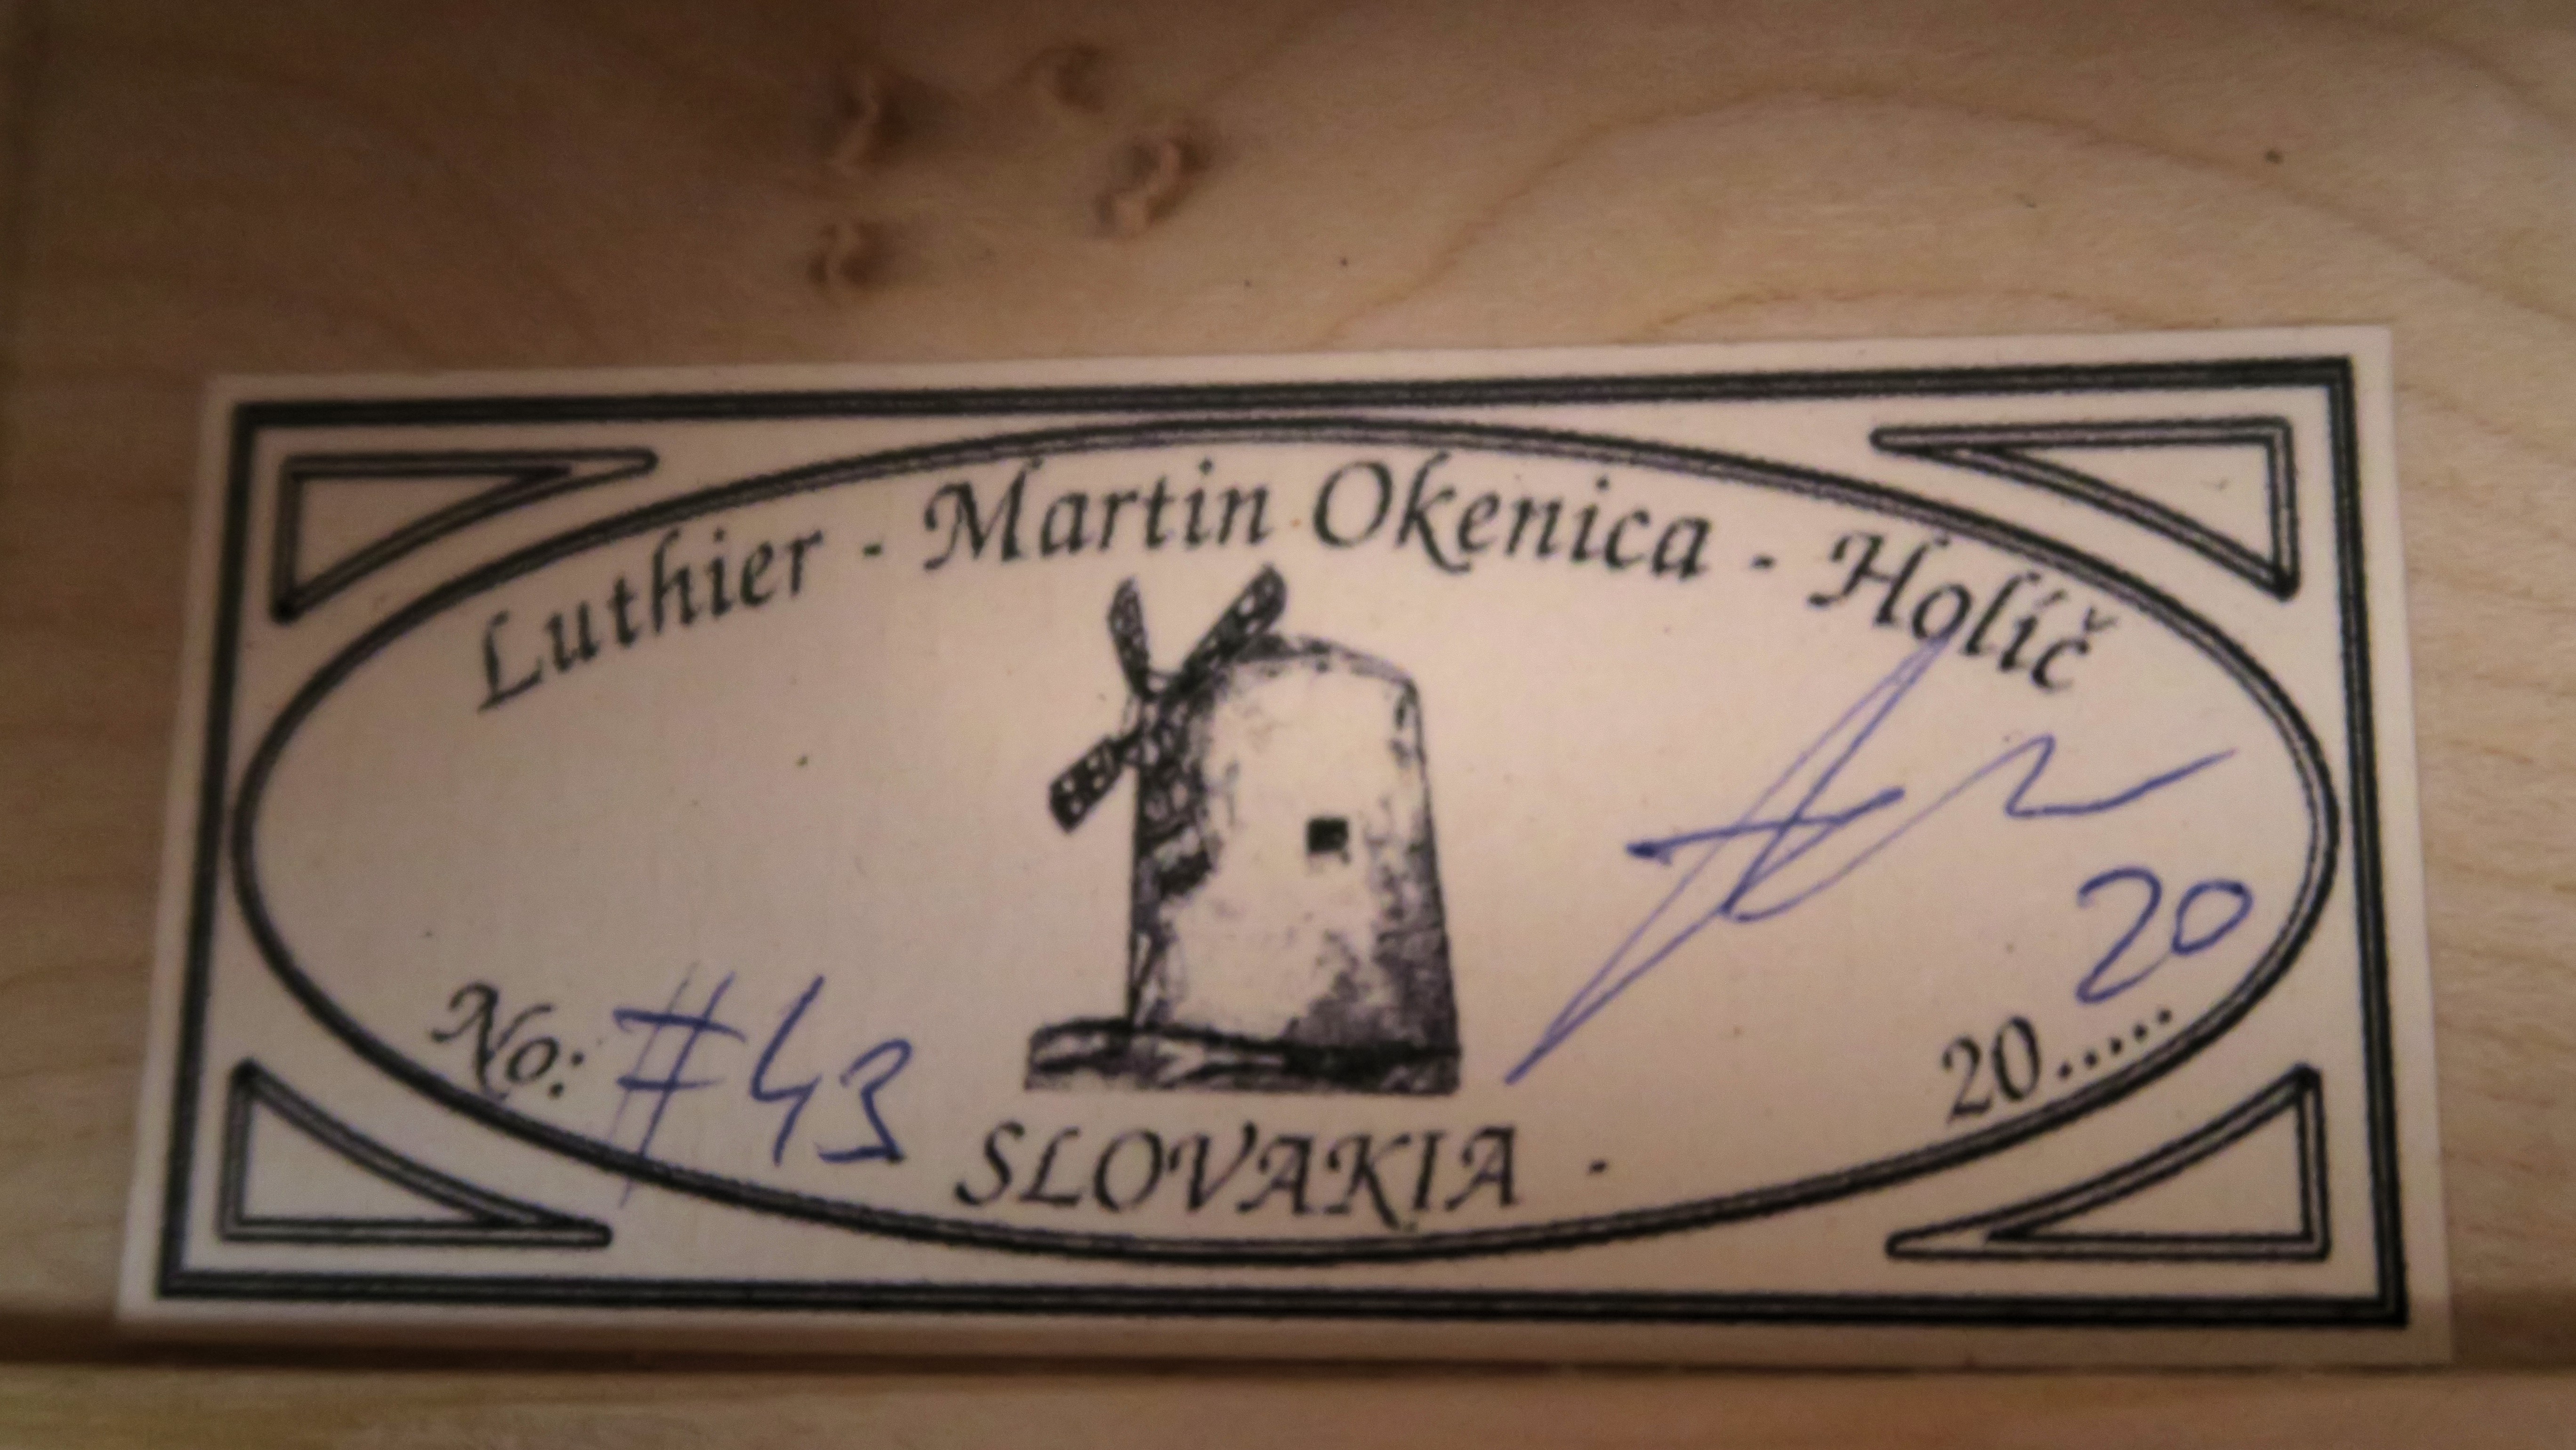 Luthier - Martin Okenica - Holíč
No: #43
20
20.....
SLOVAKIA -